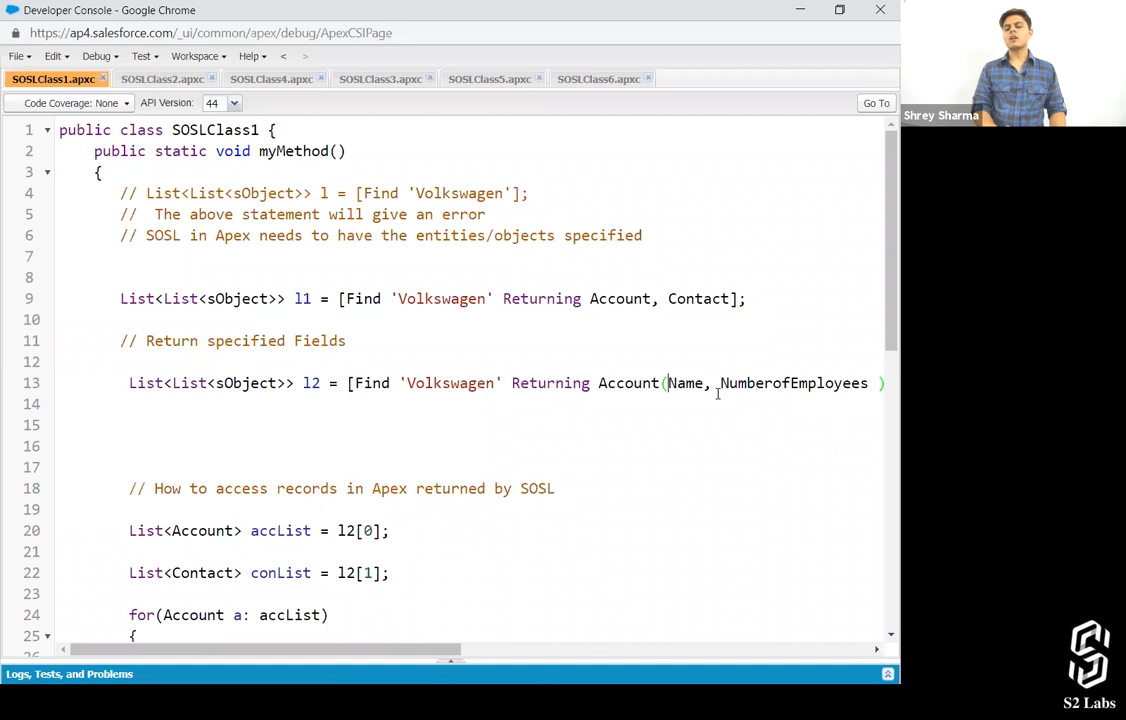 Developer Console - Google Chrome
https://ap4.salesforce.com/_ui/common/apex/debug/ApexCSIPage
File Edit Debug Test Workspace Help < >
SOSLClass1.apxc SOSLClass2.apxc SOSLClass4.apxc SOSLClass3.apxc SOSLClass5.apxc SOSLClass6.apxc
Code Coverage: None API Version: 44 Go To
Shrey Sharma
1 public class SOSLClass1 {
2 public static void myMethod()
3 {
4 // List<List<sObject>> l = [Find 'Volkswagen'];
5 // The above statement will give an error
6 // SOSL in Apex needs to have the entities/objects specified
7
8
9 List<List<sObject>> l1 = [Find 'Volkswagen' Returning Account, Contact];
10
11 // Return specified Fields
12
13 List<List<sObject>> l2 = [Find 'Volkswagen' Returning Account(Name, NumberofEmployees )
14
15
16
17
18 // How to access records in Apex returned by SOSL
19
20 List<Account> accList = l2[0];
21
22 List<Contact> conList = l2[1];
23
24 for(Account a: accList)
25 {
26
Logs, Tests, and Problems
S2 Labs